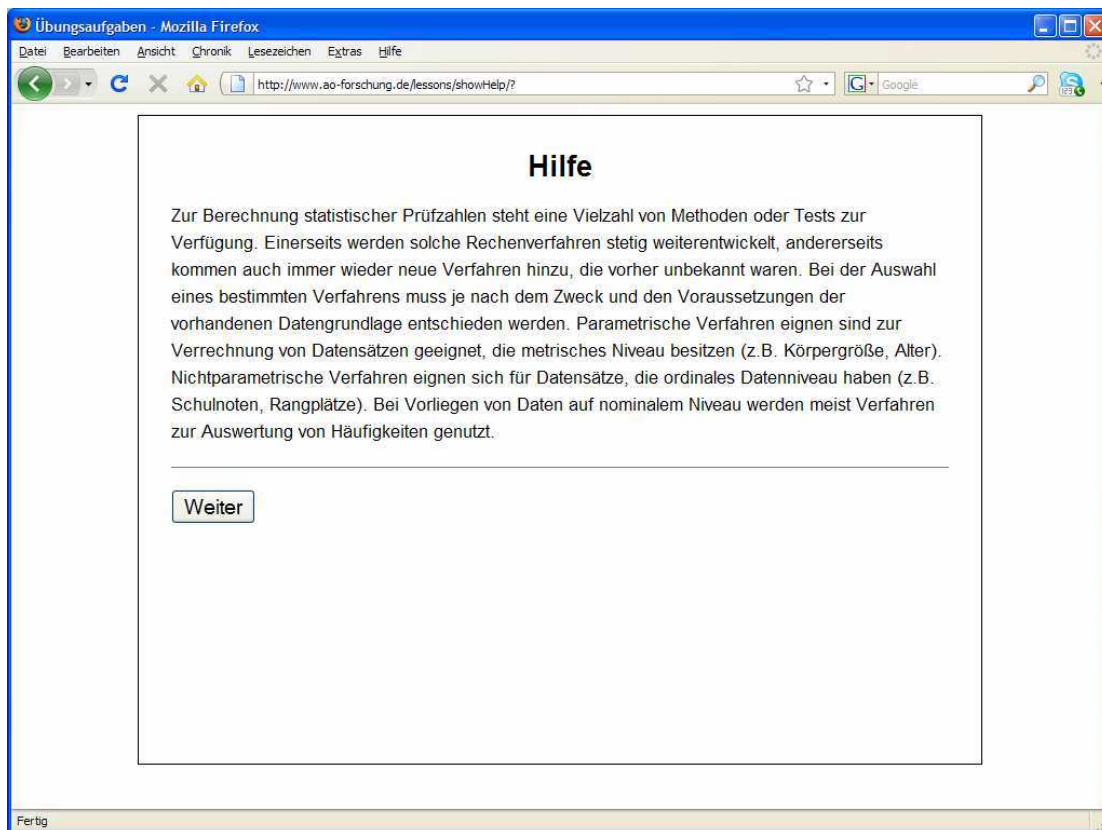 Übungsaufgaben - Mozilla Firefox
Datei Bearbeiten Ansicht Chronik Lesezeichen Extras Hilfe
http://www.ao-forschung.de/lessons/showHelp/? G Google
Hilfe
Zur Berechnung statistischer Prüfzahlen steht eine Vielzahl von Methoden oder Tests zur
Verfügung. Einerseits werden solche Rechenverfahren stetig weiterentwickelt, andererseits
kommen auch immer wieder neue Verfahren hinzu, die vorher unbekannt waren. Bei der Auswahl
eines bestimmten Verfahrens muss je nach dem Zweck und den Voraussetzungen der
vorhandenen Datengrundlage entschieden werden. Parametrische Verfahren eignen sind zur
Verrechnung von Datensätzen geeignet, die metrisches Niveau besitzen (z.B. Körpergröße, Alter).
Nichtparametrische Verfahren eignen sich für Datensätze, die ordinales Datenniveau haben (z.B.
Schulnoten, Rangplätze). Bei Vorliegen von Daten auf nominalem Niveau werden meist Verfahren
zur Auswertung von Häufigkeiten genutzt.
Weiter
Fertig